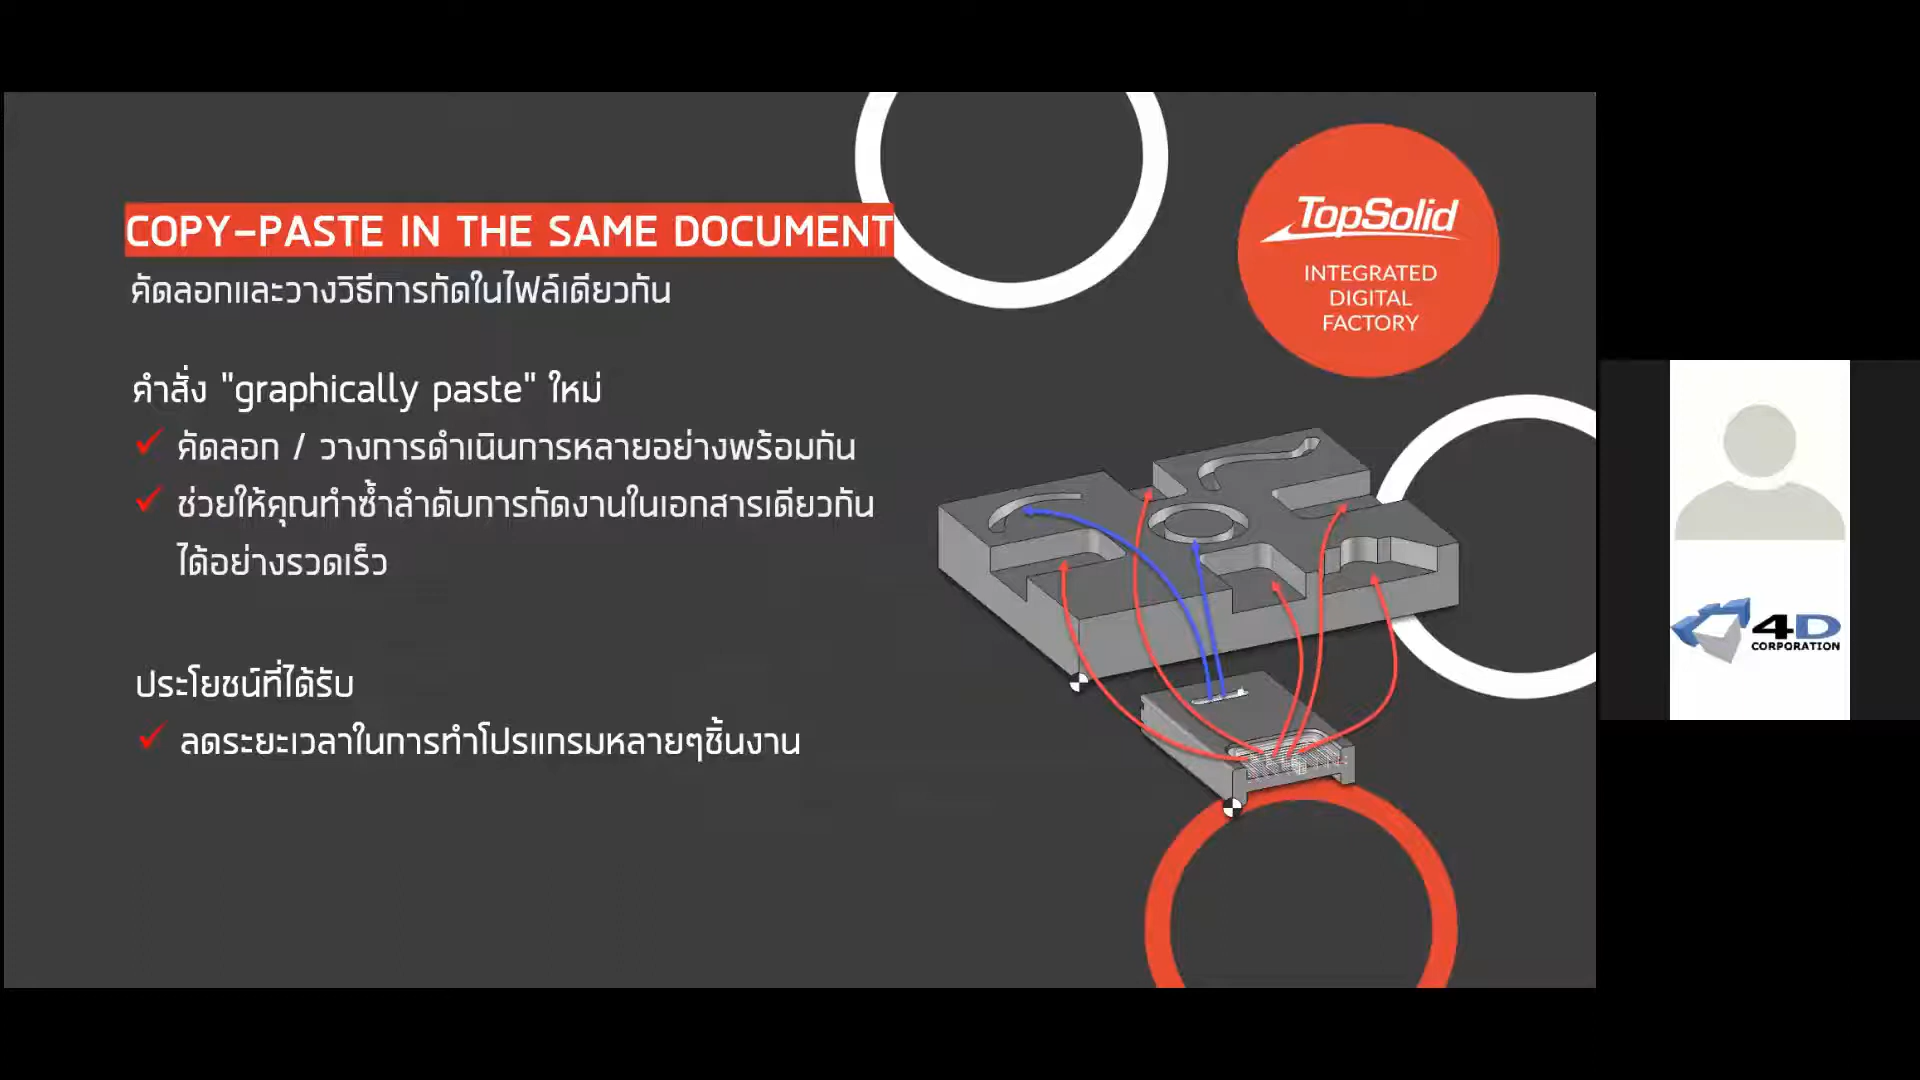 COPY-PASTE IN THE SAME DOCUMENT
คัดลอกและวางวิธีการกัดในไฟล์เดียวกัน
คำสั่ง "graphically paste" ใหม่
คัดลอก / วางการดำเนินการหลายอย่างพร้อมกัน
ช่วยให้คุณทำซ้ำลำดับการกัดงานในเอกสารเดียวกัน
ได้อย่างรวดเร็ว
ประโยชน์ที่ได้รับ
ลดระยะเวลาในการทำโปรแกรมหลายๆชิ้นงาน
TopSolid
INTEGRATED
DIGITAL
FACTORY
4D
CORPORATION